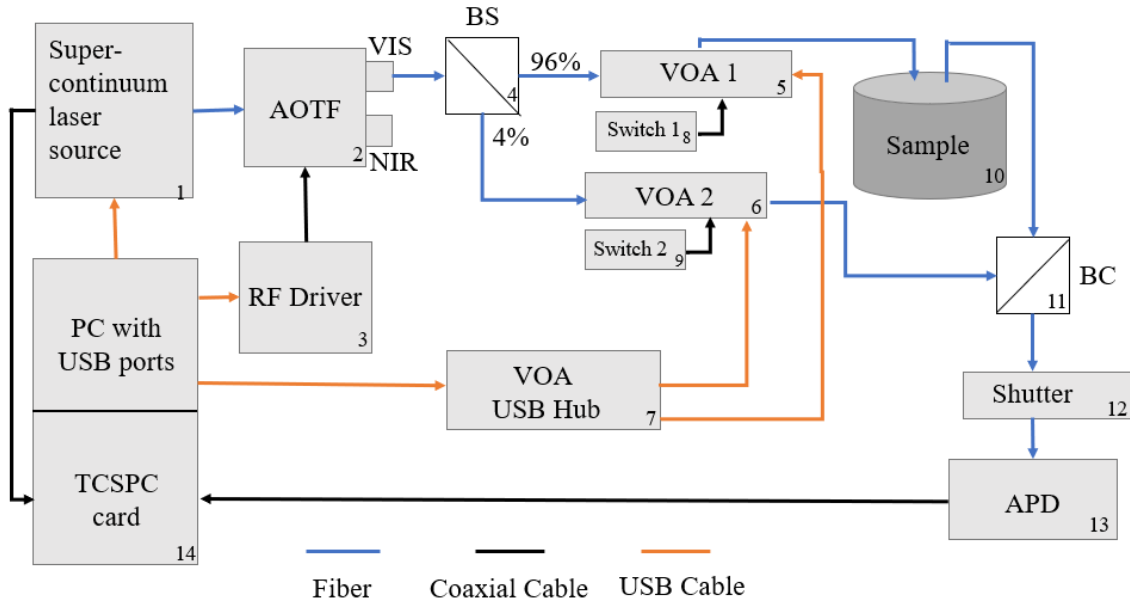 Super-
continuum
laser
source
1
AOTF
2
VIS
NIR
BS
4
96%
4%
VOA 1
5
Switch 1
8
VOA 2
6
Switch 2
9
Sample
10
BC
11
RF Driver
3
PC with
USB ports
VOA
USB Hub
7
Shutter
12
TCSPC
card
14
APD
13
Fiber
Coaxial Cable
USB Cable